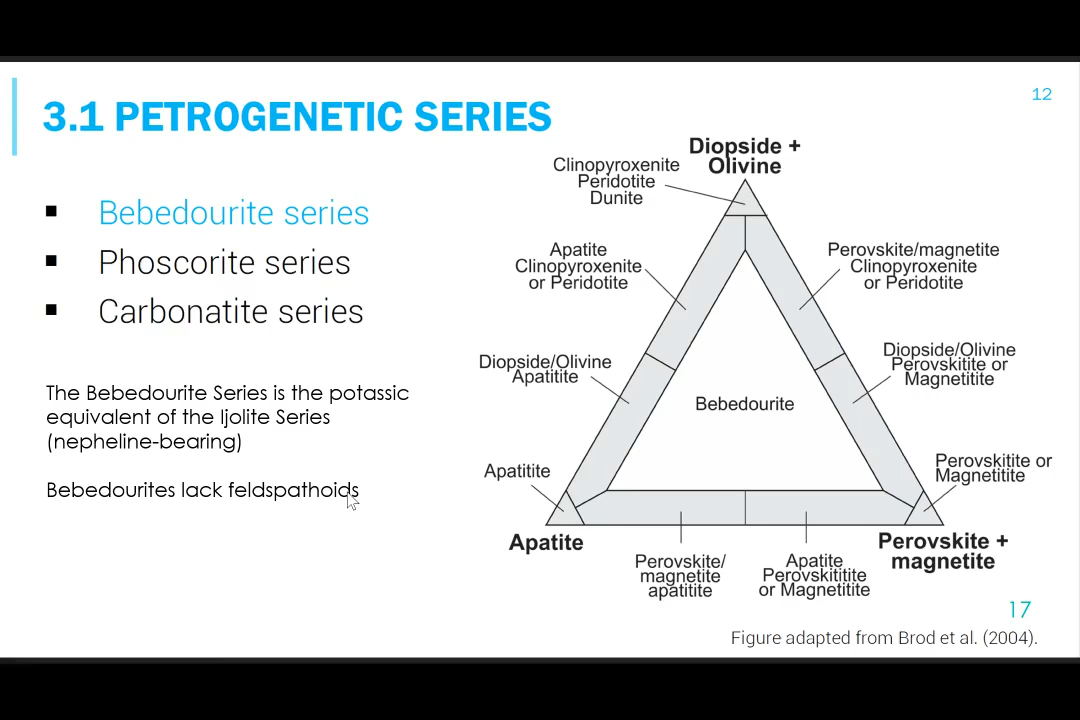 12
3.1 PETROGENETIC SERIES
▪ Bebedourite series
▪ Phoscorite series
▪ Carbonatite series
The Bebedourite Series is the potassic
equivalent of the Ijolite Series
(nepheline-bearing)
Bebedourites lack feldspathoids
Diopside +
Olivine
Clinopyroxenite
Peridotite
Dunite
Apatite
Clinopyroxenite
or Peridotite
Perovskite/magnetite
Clinopyroxenite
or Peridotite
Diopside/Olivine
Apatitite
Diopside/Olivine
Perovskitite or
Magnetitite
Bebedourite
Apatitite
Perovskitite or
Magnetitite
Apatite
Perovskite +
magnetite
Perovskite/
magnetite
apatitite
Apatite
Perovskititite
or Magnetitite
17
Figure adapted from Brod et al. (2004).